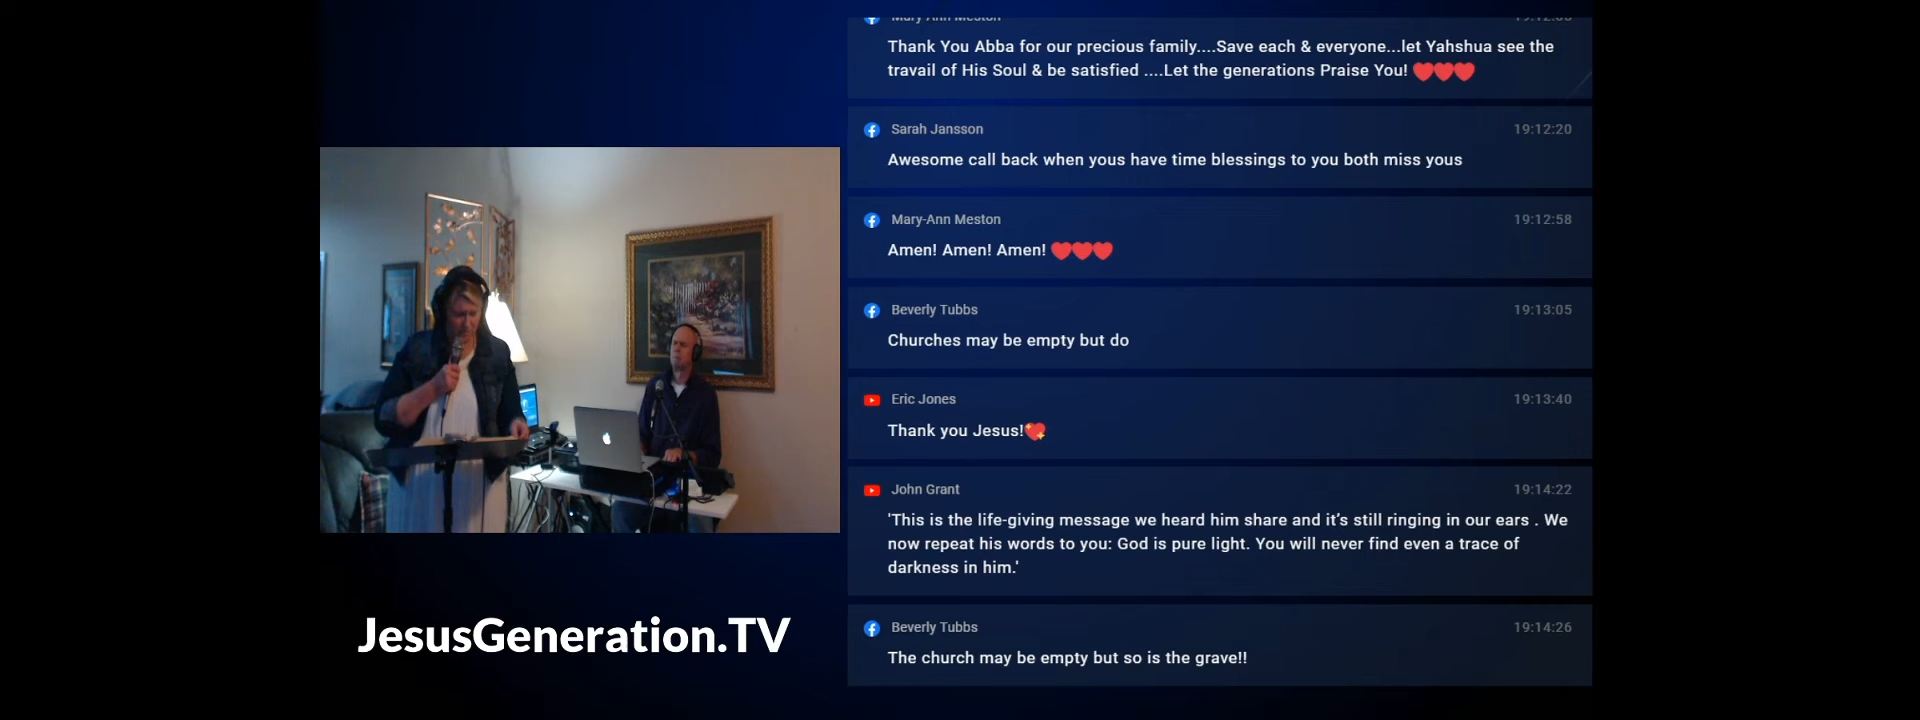 Mary-Ann Meston
Thank You Abba for our precious family....Save each & everyone...let Yahshua see the
travail of His Soul & be satisfied ....Let the generations Praise You! ❤️❤️❤️
Sarah Jansson 19:12:20
Awesome call back when yous have time blessings to you both miss yous
Mary-Ann Meston 19:12:58
Amen! Amen! Amen! ❤️❤️❤️
Beverly Tubbs 19:13:05
Churches may be empty but do
Eric Jones 19:13:40
Thank you Jesus!💖
John Grant 19:14:22
'This is the life-giving message we heard him share and it's still ringing in our ears . We
now repeat his words to you: God is pure light. You will never find even a trace of
darkness in him.'
Beverly Tubbs 19:14:26
The church may be empty but so is the grave!!
JesusGeneration.TV